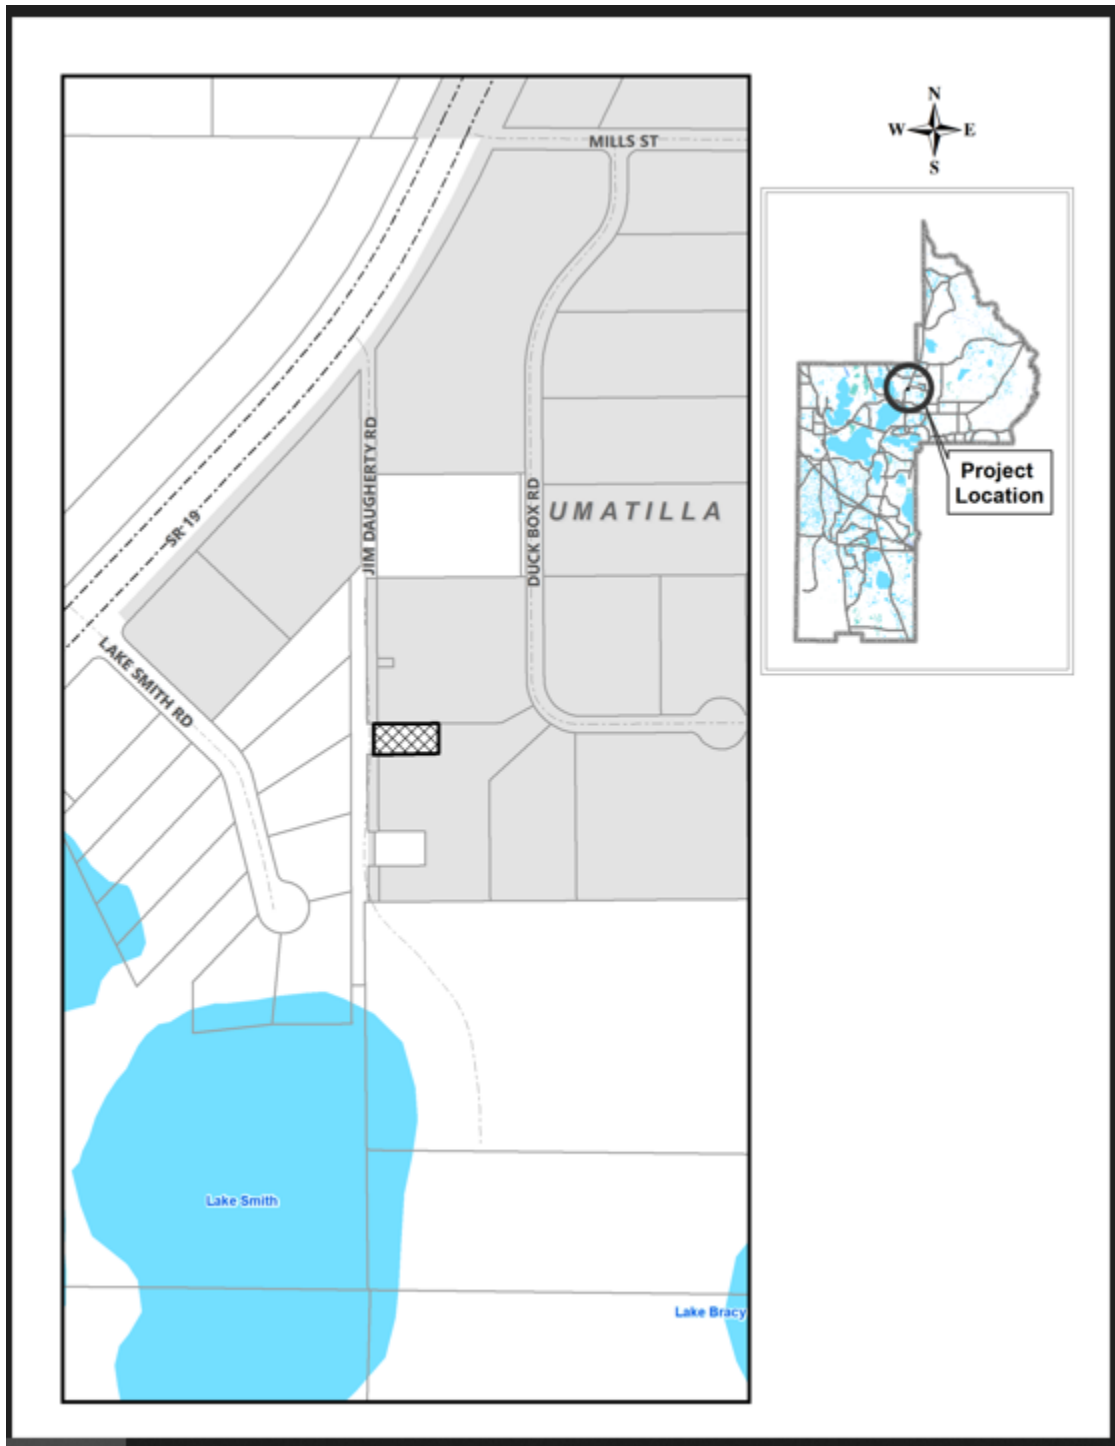 N
W E
S
MILLS ST
JIM DAUGHERTY RD
SR 19
DUCK BOX RD
UMATILLA
Project
Location
LAKE SMITH RD
Lake Smith
Lake Bracy